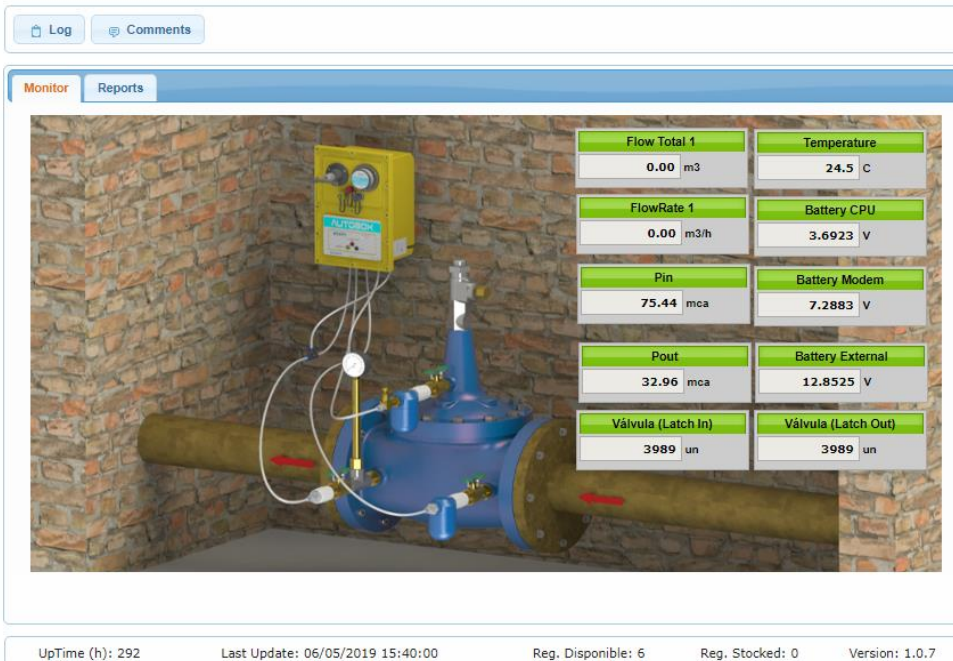 Log
Comments
Monitor
Reports
Flow Total 1
0.00 m3
Temperature
24.5 C
FlowRate 1
0.00 m3/h
Battery CPU
3.6923 V
Pin
75.44 mca
Battery Modem
7.2883 V
Pout
32.96 mca
Battery External
12.8525 V
Válvula (Latch In)
3989 un
Válvula (Latch Out)
3989 un
AUTOBOX
UpTime (h): 292
Last Update: 06/05/2019 15:40:00
Reg. Disponible: 6
Reg. Stocked: 0
Version: 1.0.7